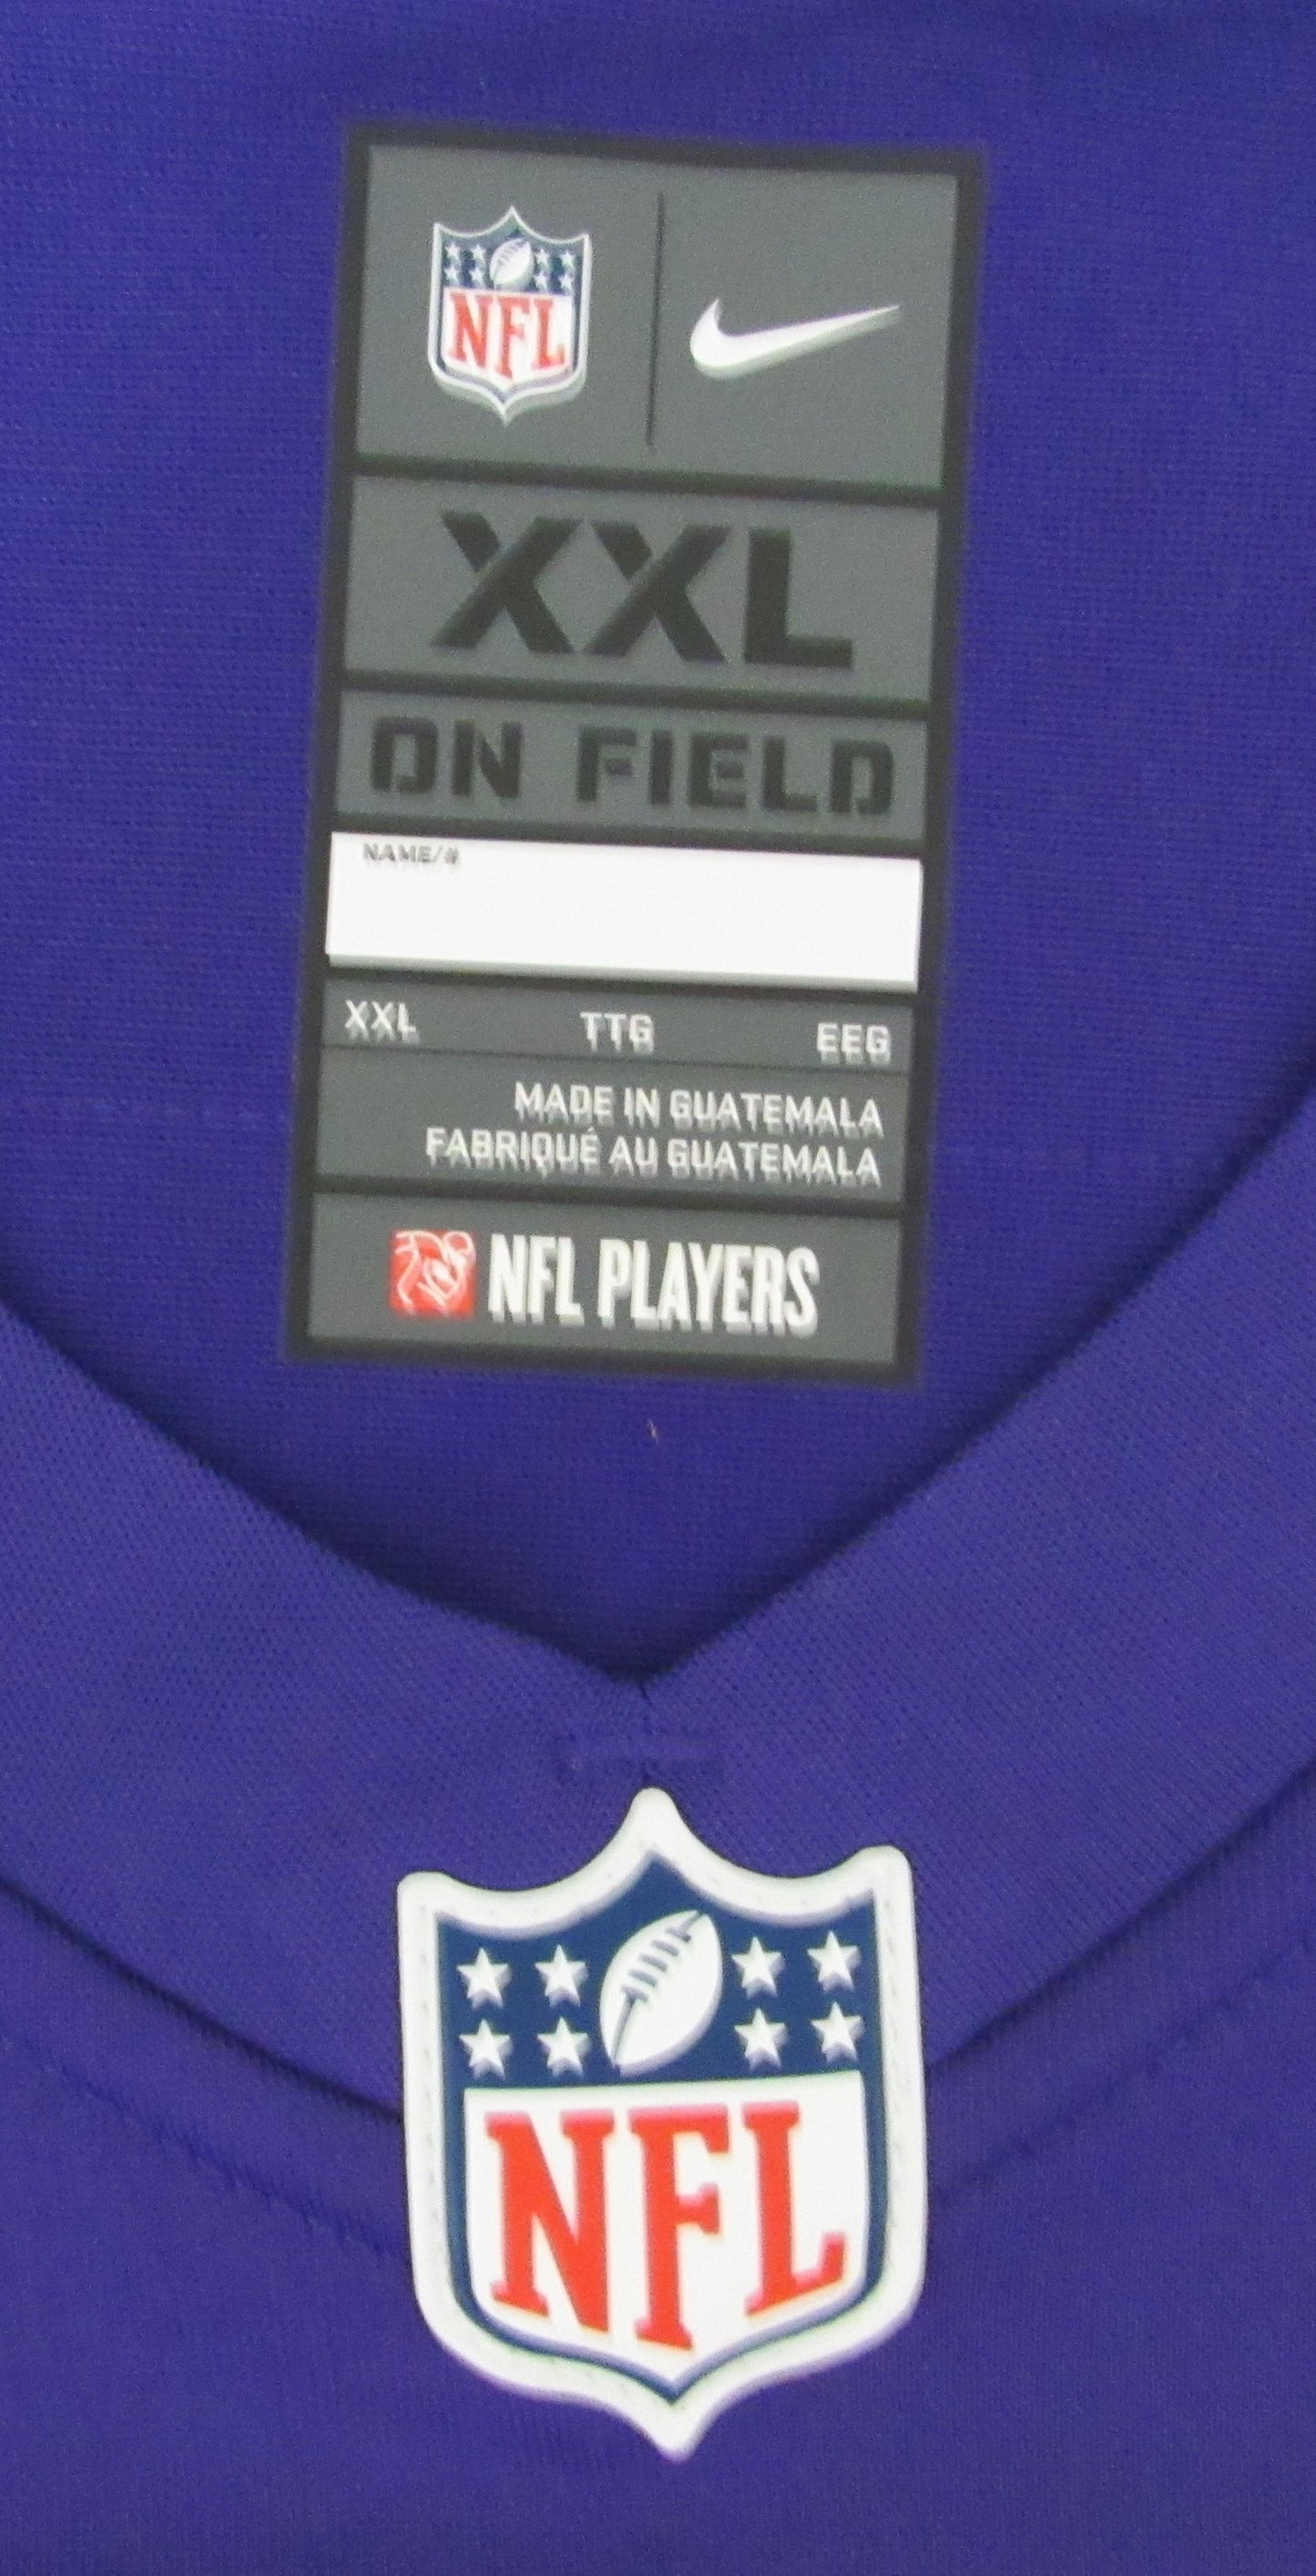 NFL
XXL
ON FIELD
NAME/#
XXL TTG EEG
MADE IN GUATEMALA
FABRIQUÉ AU GUATEMALA
NFL PLAYERS
NFL